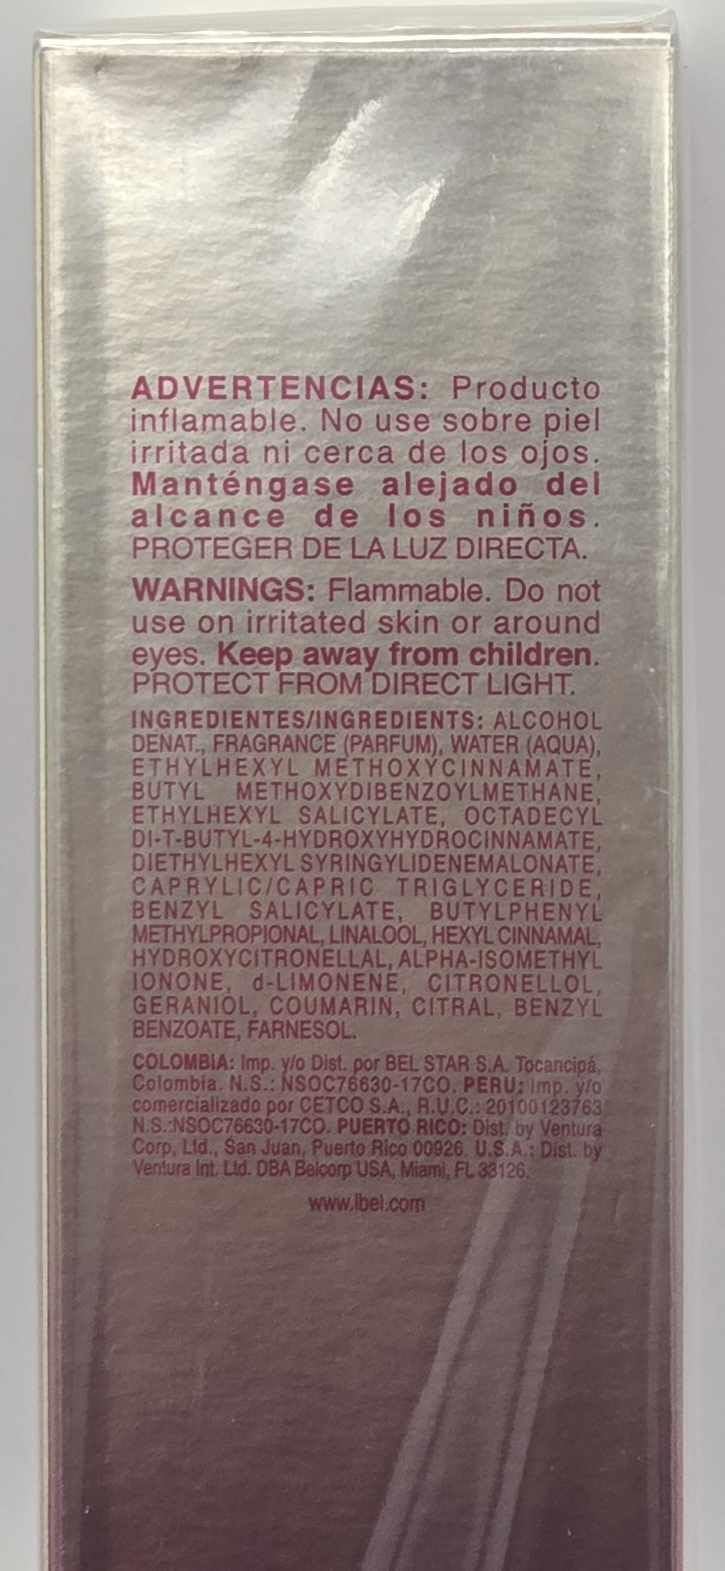 ADVERTENCIAS: Producto
inflamable. No use sobre piel
irritada ni cerca de los ojos.
Manténgase alejado del
alcance de los niños.
PROTEGER DE LA LUZ DIRECTA.
WARNINGS: Flammable. Do not
use on irritated skin or around
eyes. Keep away from children.
PROTECT FROM DIRECT LIGHT.
INGREDIENTES/INGREDIENTS: ALCOHOL
DENAT., FRAGRANCE (PARFUM), WATER (AQUA),
ETHYLHEXYL METHOXYCINNAMATE,
BUTYL METHOXYDIBENZOYLMETHANE,
ETHYLHEXYL SALICYLATE, OCTADECYL
DI-T-BUTYL-4-HYDROXYHYDROCINNAMATE,
DIETHYLHEXYL SYRINGYLIDENEMALONATE,
CAPRYLIC/CAPRIC TRIGLYCERIDE,
BENZYL SALICYLATE, BUTYLPHENYL
METHYLPROPIONAL, LINALOOL, HEXYL CINNAMAL,
HYDROXYCITRONELLAL, ALPHA-ISOMETHYL
IONONE, d-LIMONENE, CITRONELLOL,
GERANIOL, COUMARIN, CITRAL, BENZYL
BENZOATE, FARNESOL.
COLOMBIA: Imp. y/o Dist. por BEL STAR S.A. Tocancipá,
Colombia. N.S.: NSOC76630-17CO. PERU: Imp. y/o
comercializado por CETCO S.A., R.U.C.: 20100123763
N.S.:NSOC76630-17CO. PUERTO RICO: Dist. by Ventura
Corp, Ltd., San Juan, Puerto Rico 00926. U.S.A.: Dist. by
Ventura Int. Ltd. DBA Belcorp USA, Miami, FL 33126.
www.lbel.com